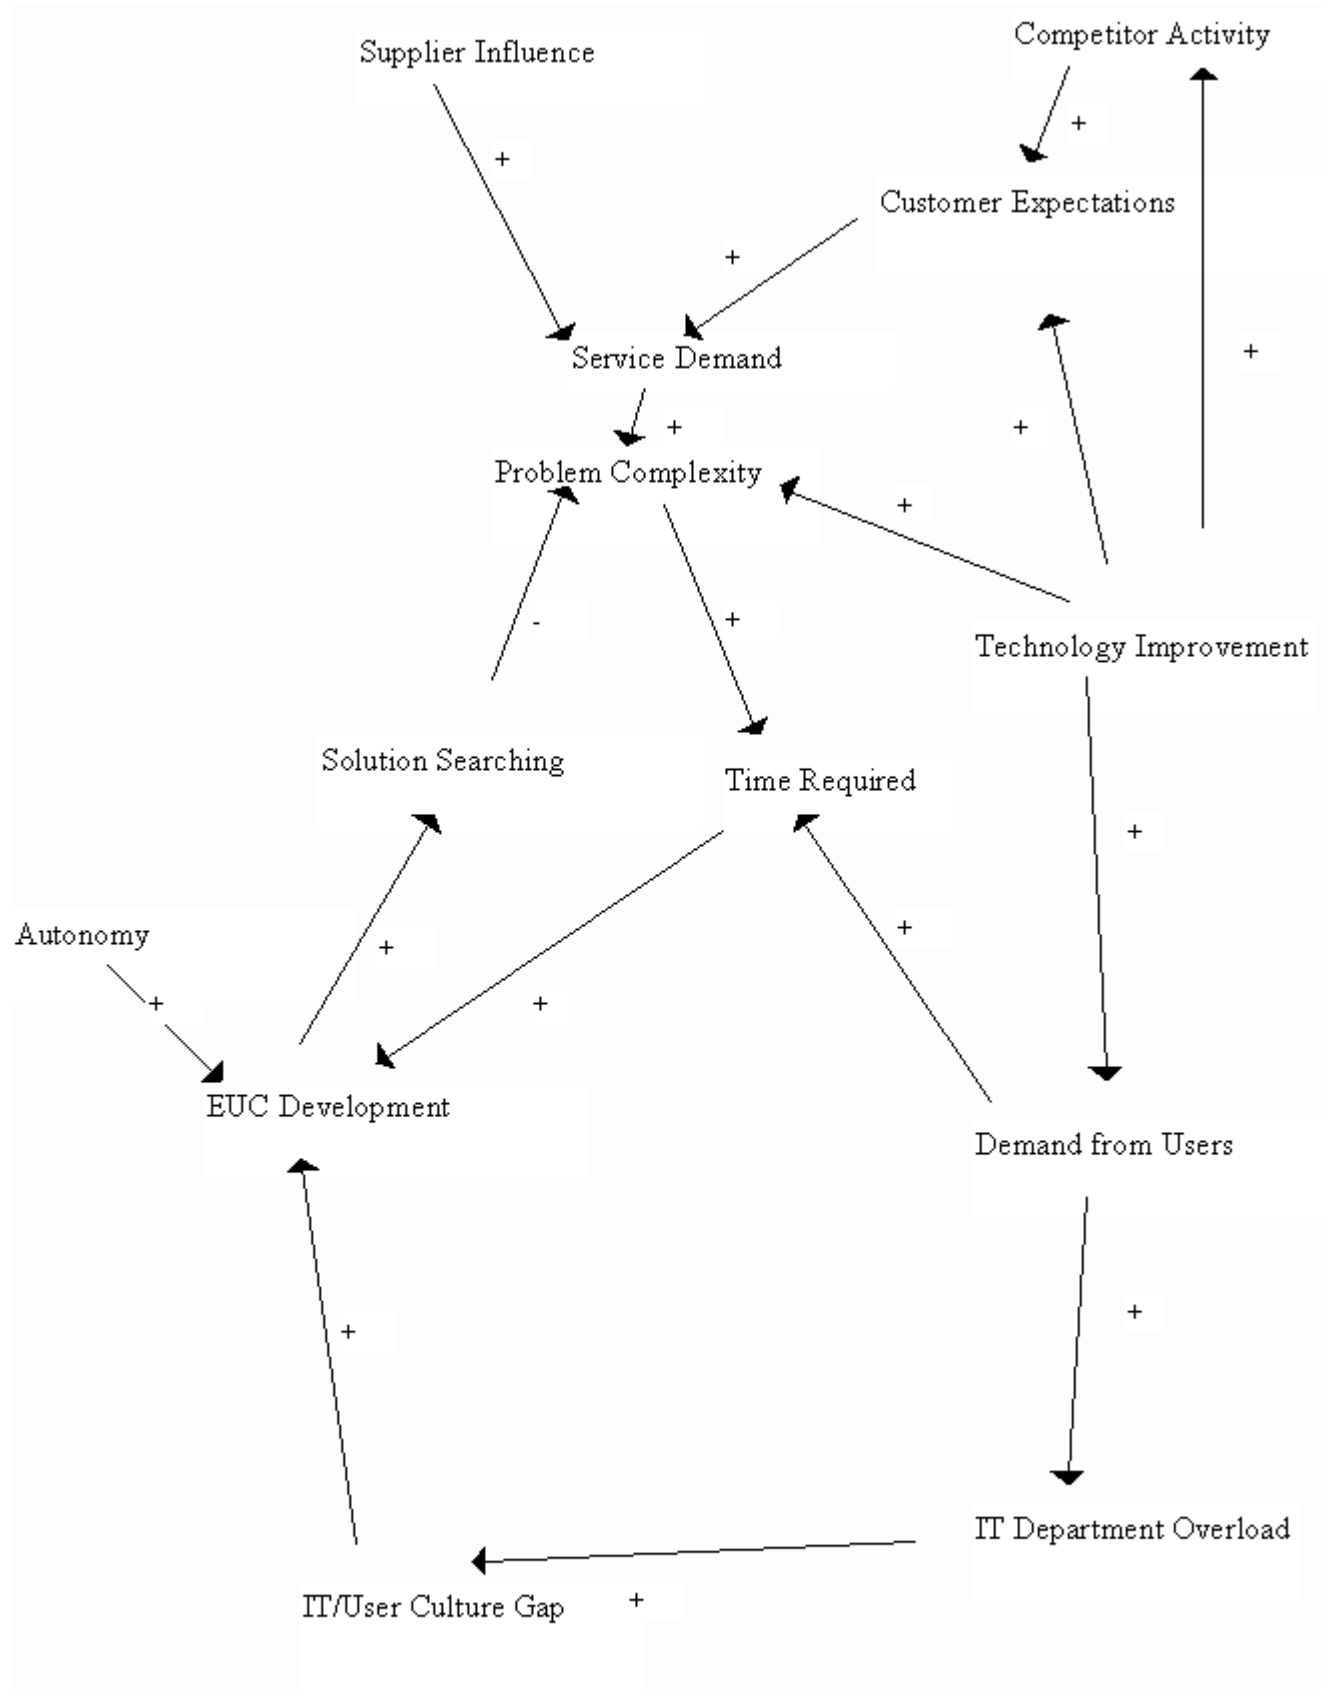 Competitor Activity
Supplier Influence
+
+
Customer Expectations
+
+
Service Demand
+
+
Problem Complexity
+
+
-
Technology Improvement
Solution Searching
Time Required
+
+
Autonomy
+
+
+
EUC Development
Demand from Users
+
+
IT Department Overload
+
IT/User Culture Gap